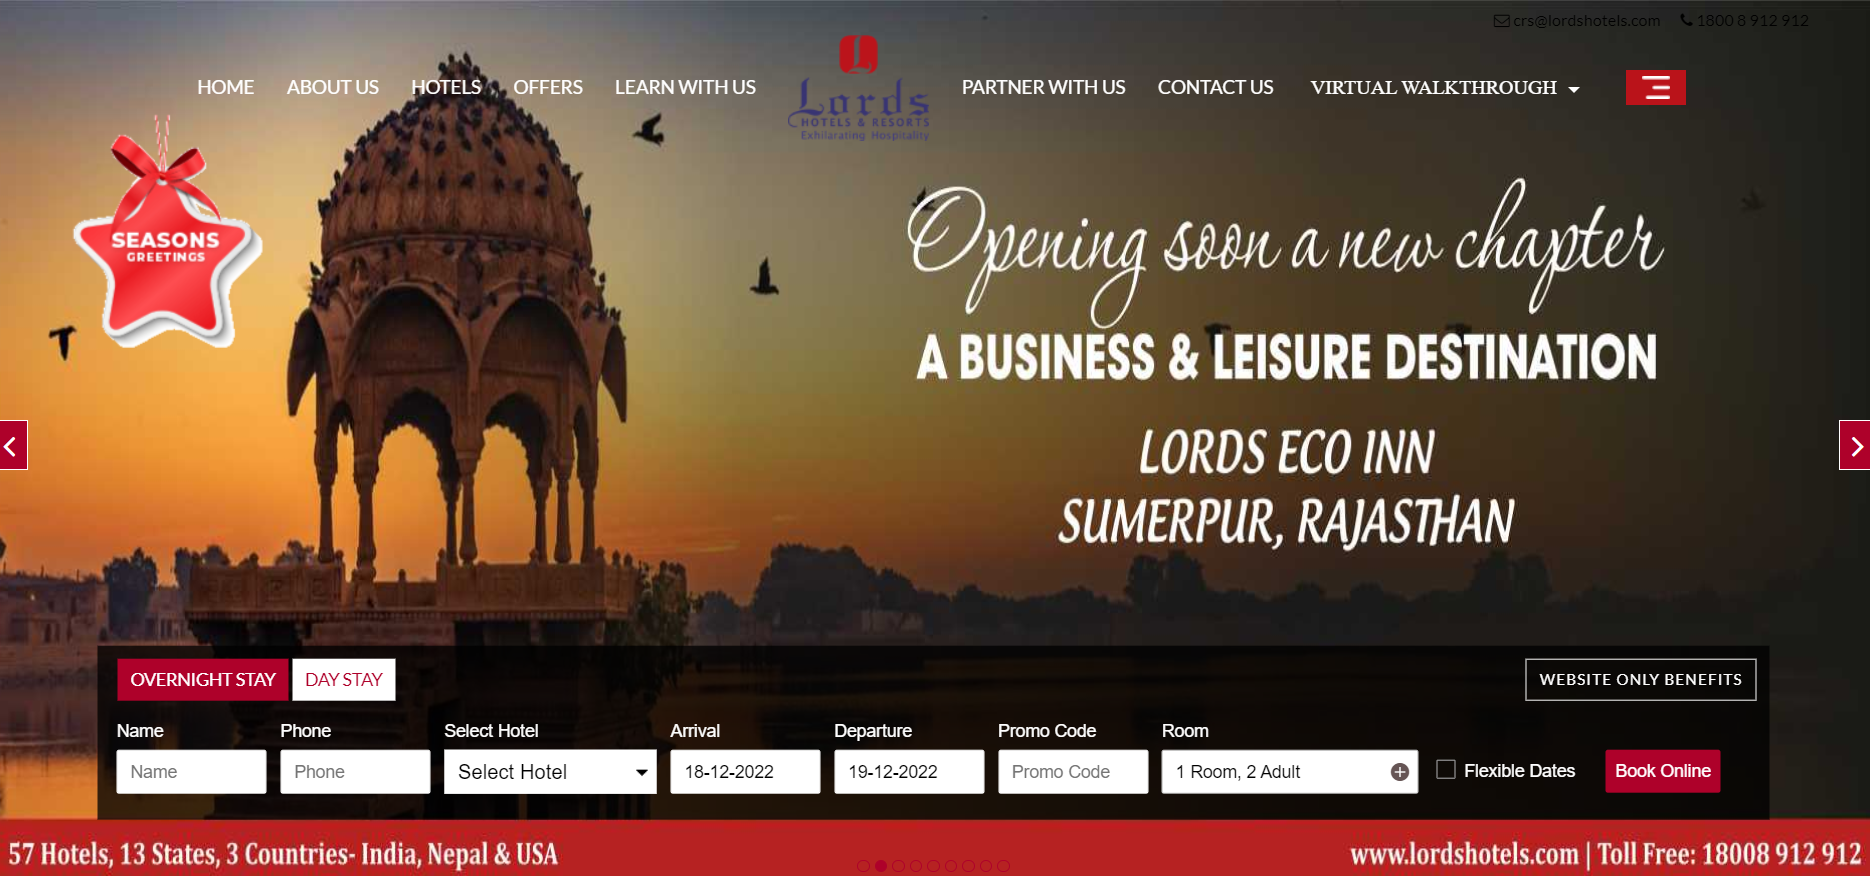 crs@lordshotels.com 1800 8 912 912
HOME ABOUT US HOTELS OFFERS LEARN WITH US
L
Lords
HOTELS & RESORTS
Exhilarating Hospitality
PARTNER WITH US CONTACT US VIRTUAL WALKTHROUGH
SEASONS
GREETINGS
Opening soon a new chapter
A BUSINESS & LEISURE DESTINATION
LORDS ECO INN
SUMERPUR, RAJASTHAN
OVERNIGHT STAY DAY STAY WEBSITE ONLY BENEFITS
Name Phone Select Hotel Arrival Departure Promo Code Room
Name Phone Select Hotel 18-12-2022 19-12-2022 Promo Code 1 Room, 2 Adult Flexible Dates Book Online
57 Hotels, 13 States, 3 Countries- India, Nepal & USA www.lordshotels.com | Toll Free: 18008 912 912